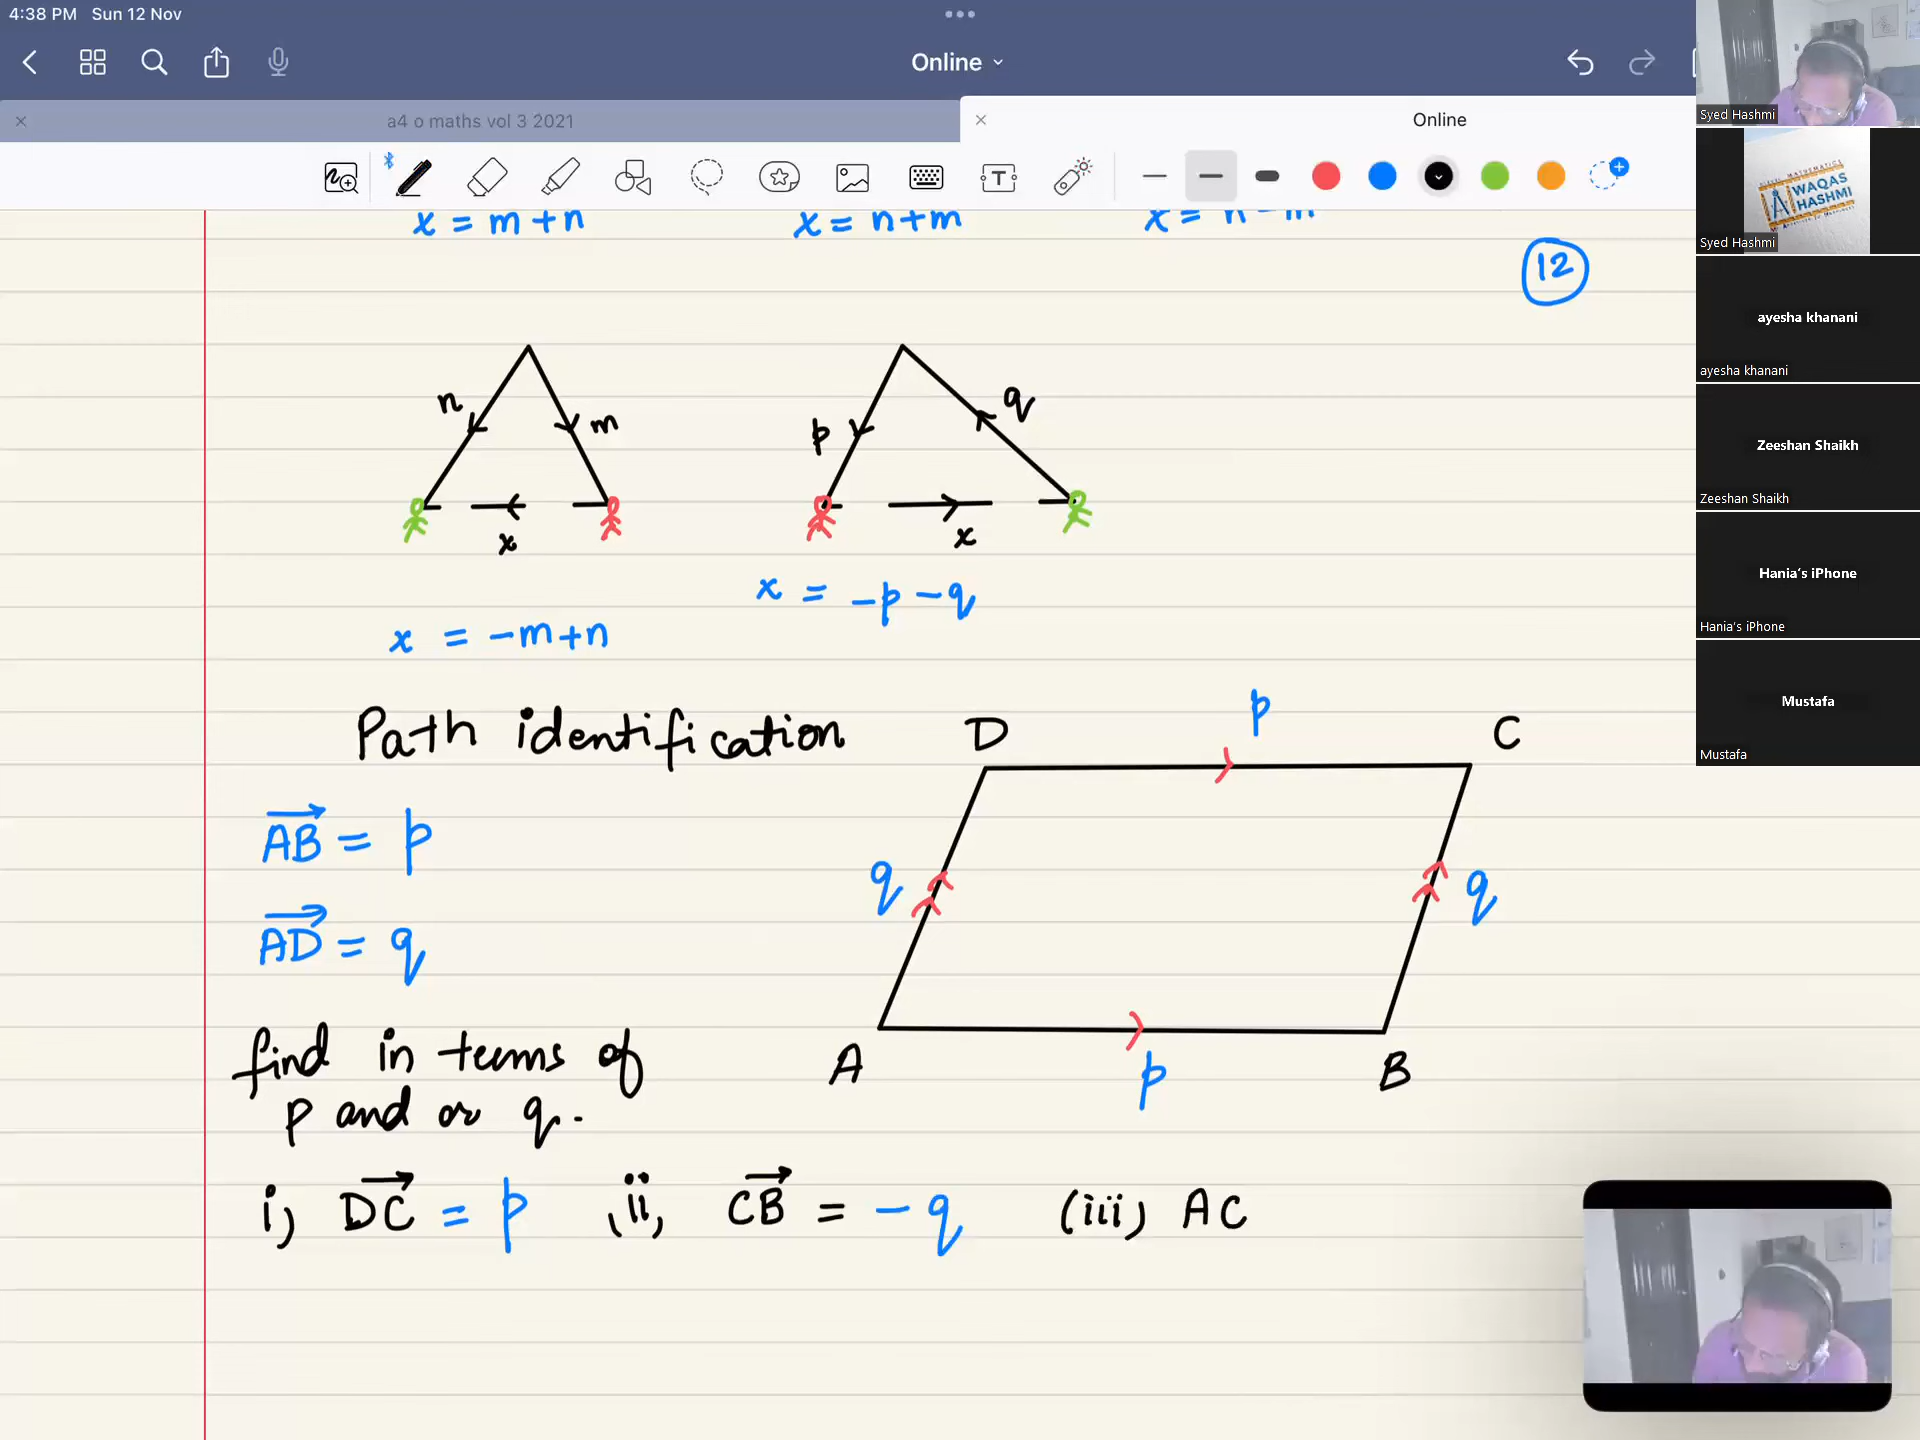 4:38 PM Sun 12 Nov
Online
a4 o maths vol 3 2021
Online
x = m+n
x = n+m
x = n-m
12
n
m
x
p
q
x
x = -p-q
x = -m+n
Path identification
D
p
C
AB = p
q
q
AD = q
find in terms of
A
p
B
p and or q.
i) DC = p
ii) CB = -q
(iii) AC
Syed Hashmi
WAQAS
HASHMI
Syed Hashmi
ayesha khanani
ayesha khanani
Zeeshan Shaikh
Zeeshan Shaikh
Hania's iPhone
Hania's iPhone
Mustafa
Mustafa